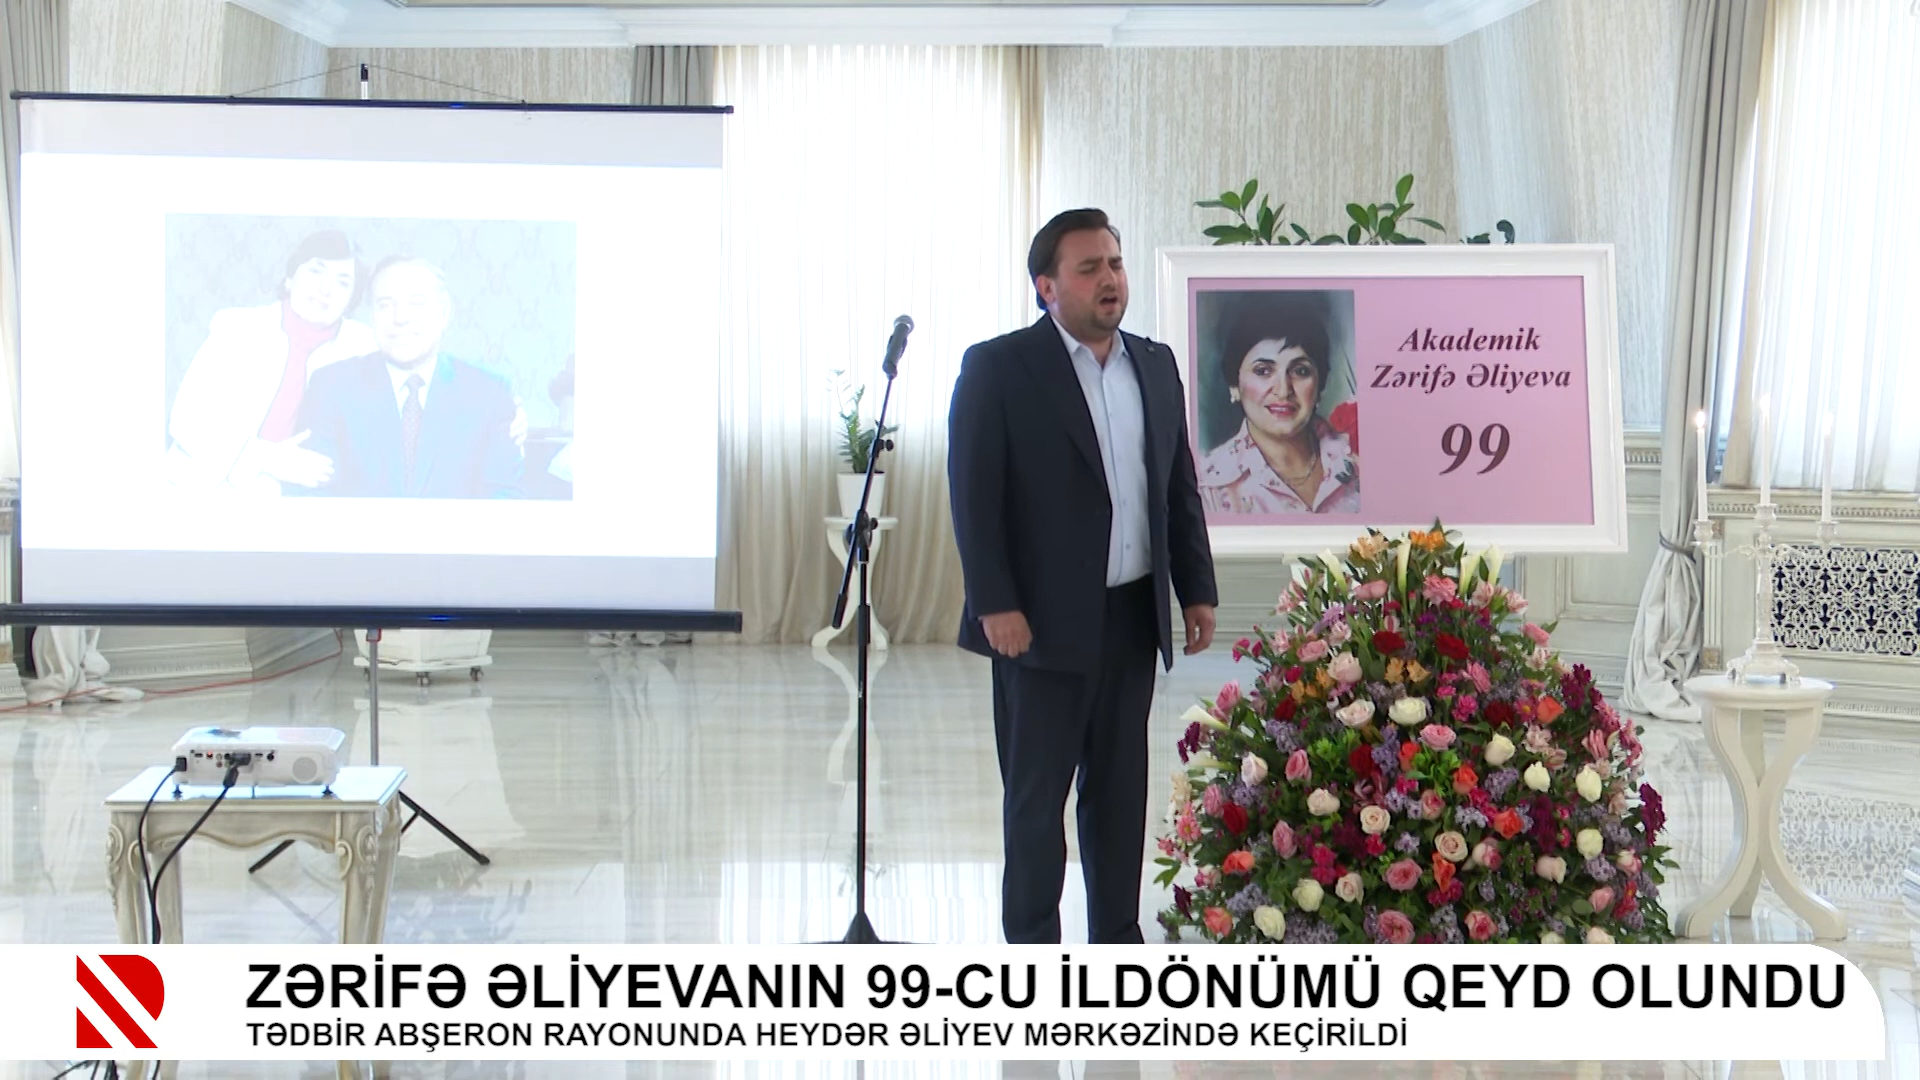 Akademik
Zərifə Əliyeva
99
ZƏRİFƏ ƏLİYEVANIN 99-CU İLDÖNÜMÜ QEYD OLUNDU
TƏDBİR ABŞERON RAYONUNDA HEYDƏR ƏLİYEV MƏRKƏZİNDƏ KEÇİRİLDİ